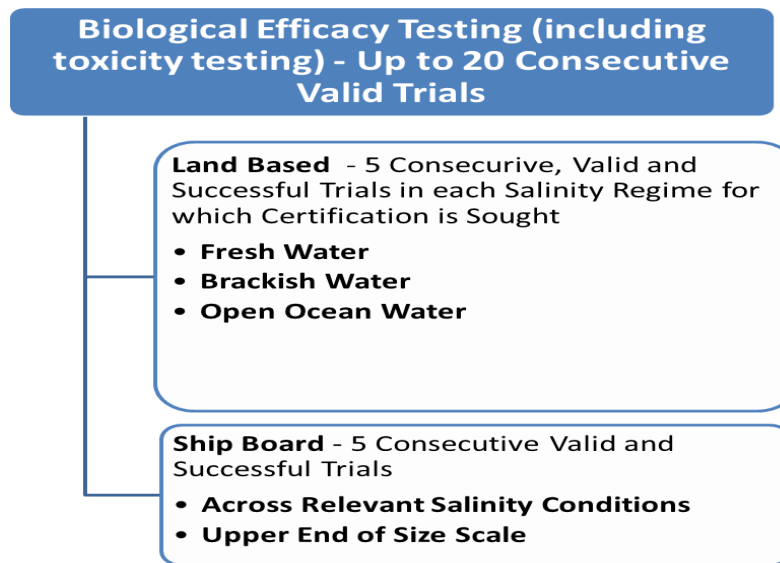 Biological Efficacy Testing (including
toxicity testing) - Up to 20 Consecutive
Valid Trials
Land Based - 5 Consecurive, Valid and
Successful Trials in each Salinity Regime for
which Certification is Sought
• Fresh Water
• Brackish Water
• Open Ocean Water
Ship Board - 5 Consecutive Valid and
Successful Trials
• Across Relevant Salinity Conditions
• Upper End of Size Scale